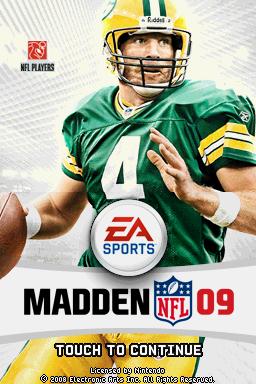 Riddell
NFL PLAYERS
4
EA
SPORTS
MADDEN NFL 09
TOUCH TO CONTINUE
Licensed by Nintendo
© 2008 Electronic Arts Inc. All Rights Reserved.